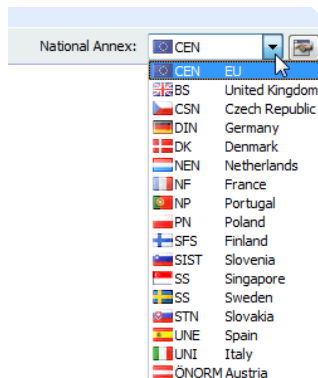 National Annex: CEN
CEN EU
BS United Kingdom
CSN Czech Republic
DIN Germany
DK Denmark
NEN Netherlands
NF France
NP Portugal
PN Poland
SFS Finland
SIST Slovenia
SS Singapore
SS Sweden
STN Slovakia
UNE Spain
UNI Italy
ÖNORM Austria